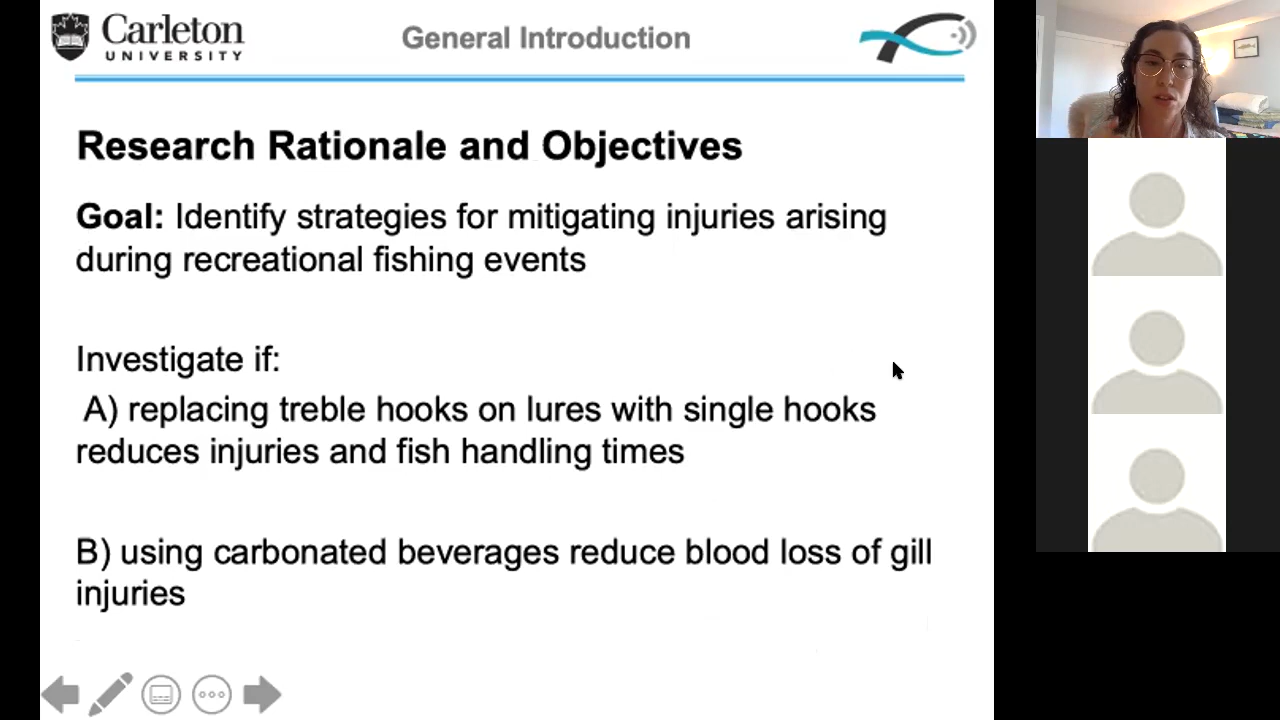 Carleton
UNIVERSITY
General Introduction
Research Rationale and Objectives
Goal: Identify strategies for mitigating injuries arising
during recreational fishing events
Investigate if:
A) replacing treble hooks on lures with single hooks
reduces injuries and fish handling times
B) using carbonated beverages reduce blood loss of gill
injuries